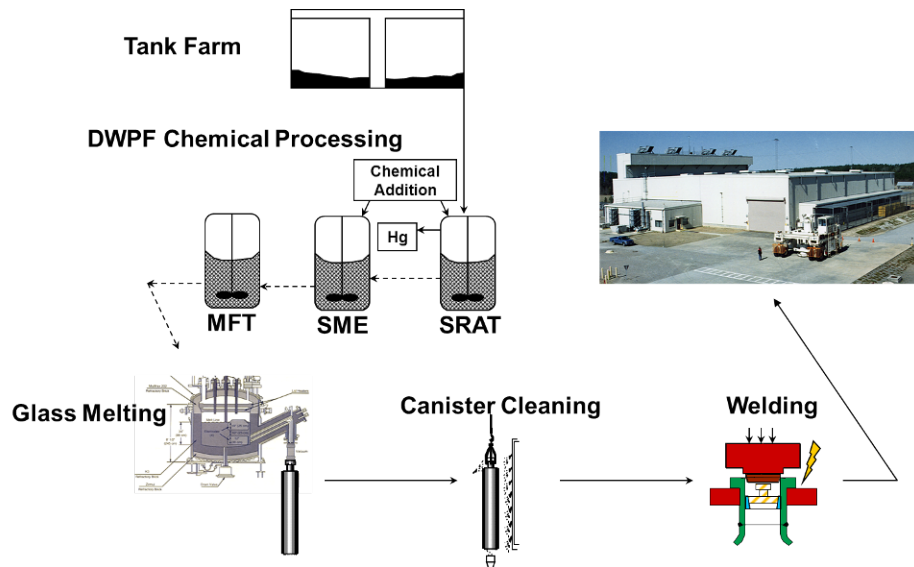 Tank Farm
DWPF Chemical Processing
Chemical
Addition
Hg
MFT
SME
SRAT
Glass Melting
Canister Cleaning
Welding